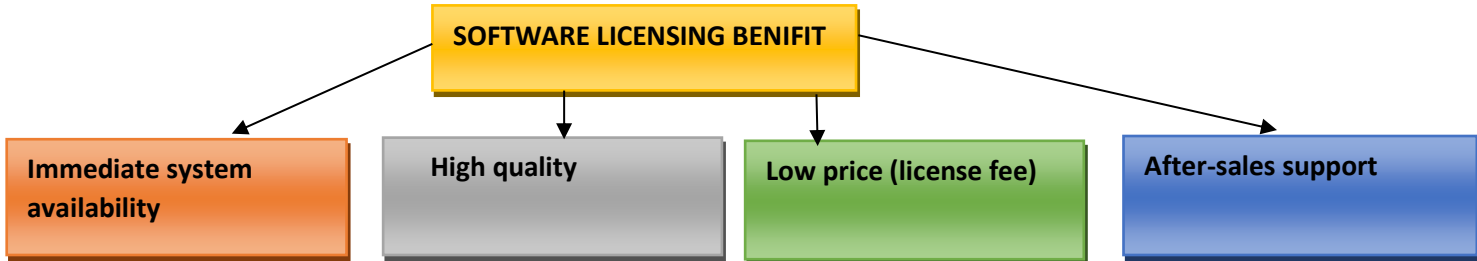 SOFTWARE LICENSING BENIFIT
Immediate system
availability
High quality
Low price (license fee)
After-sales support